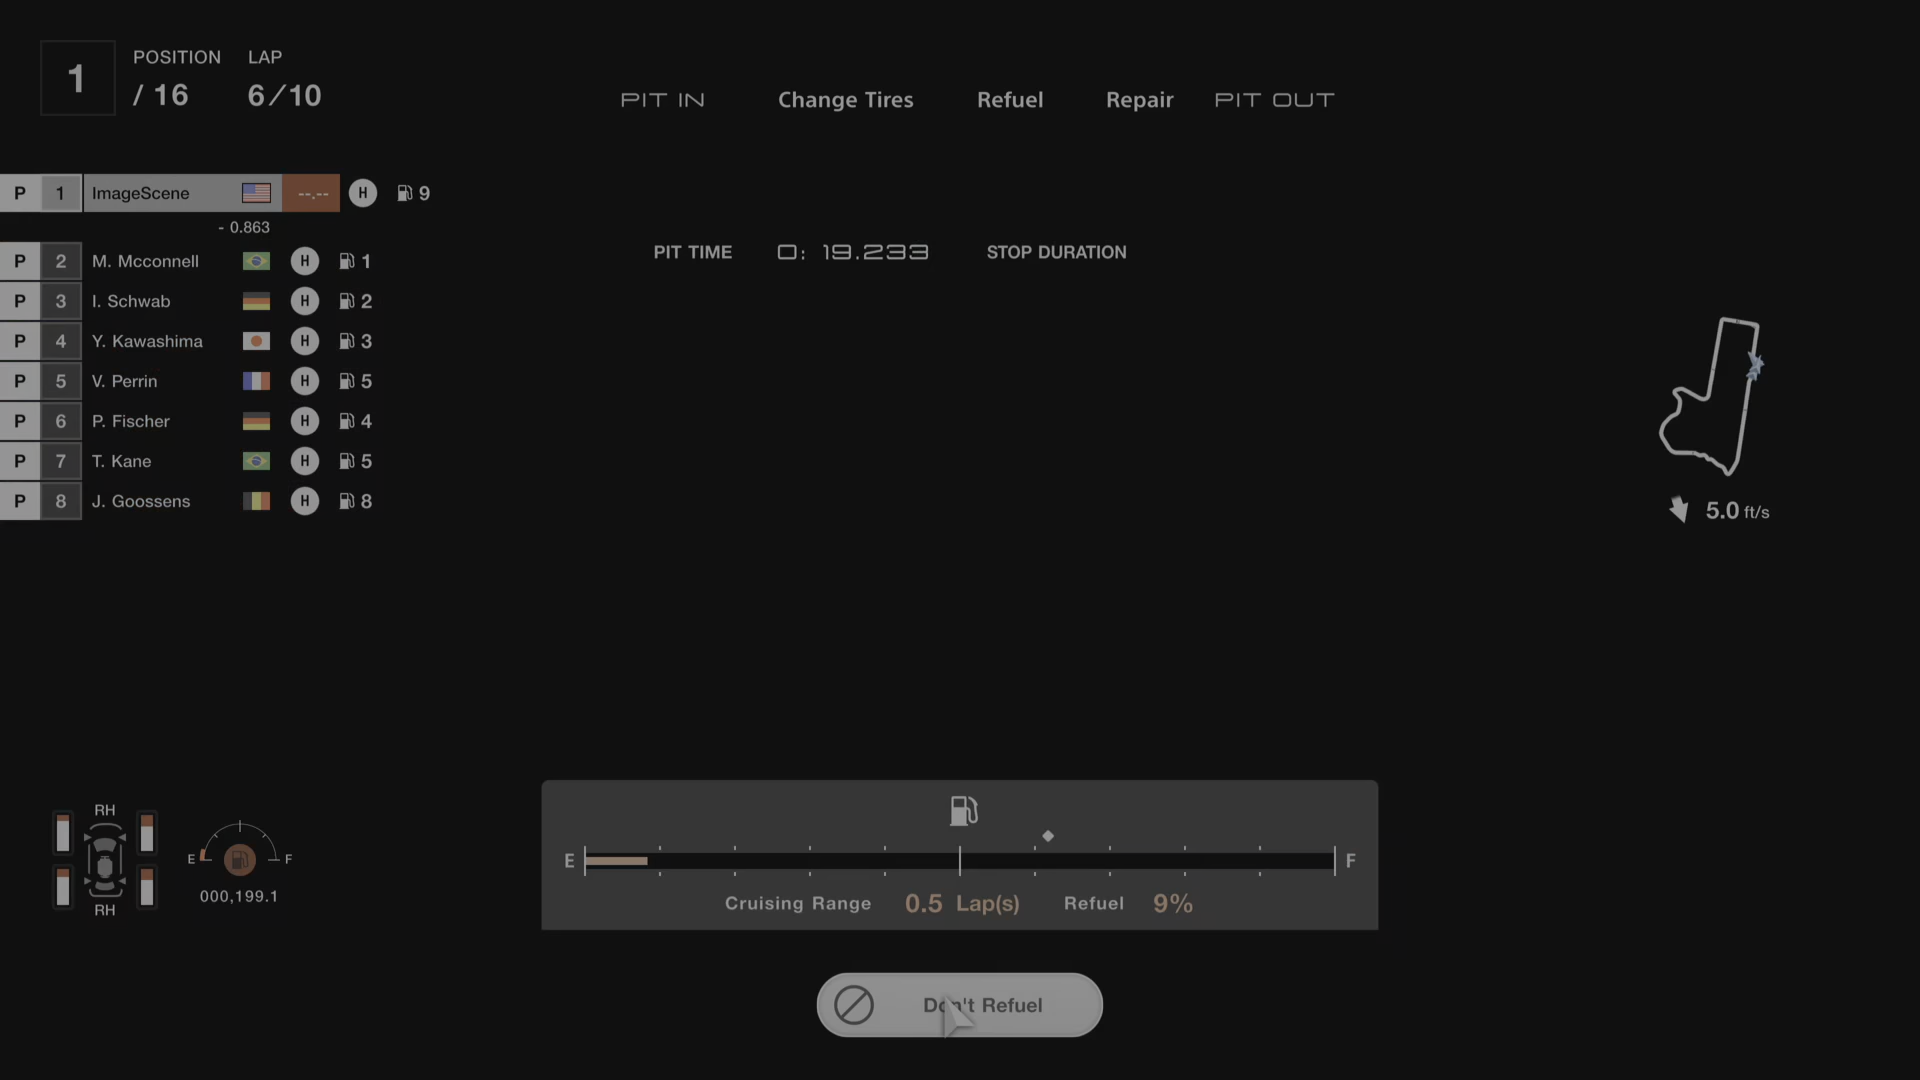 1
POSITION LAP
/ 16 6/10
PIT IN Change Tires Refuel Repair PIT OUT
P 1 ImageScene --.-- H 9
- 0.863
P 2 M. Mcconnell H 1
P 3 I. Schwab H 2
P 4 Y. Kawashima H 3
P 5 V. Perrin H 5
P 6 P. Fischer H 4
P 7 T. Kane H 5
P 8 J. Goossens H 8
PIT TIME 0: 19.233 STOP DURATION
5.0 ft/s
RH
RH
E F
000,199.1
E F
Cruising Range 0.5 Lap(s) Refuel 9%
Don't Refuel